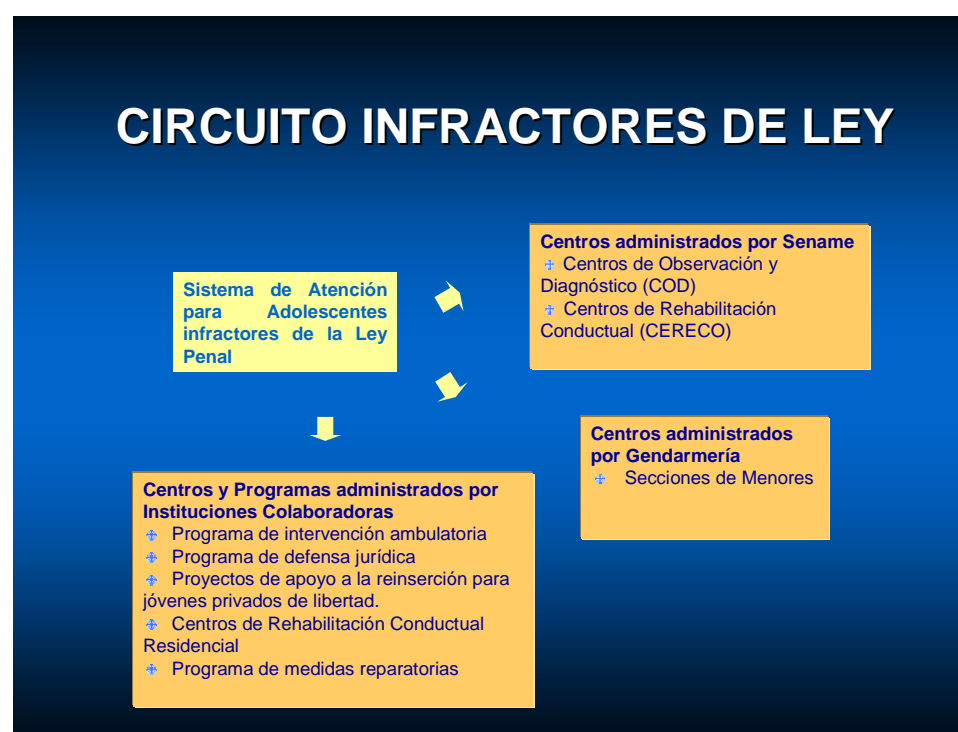 CIRCUITO INFRACTORES DE LEY
Sistema de Atención
para Adolescentes
infractores de la Ley
Penal
Centros administrados por Sename
Centros de Observación y
Diagnóstico (COD)
Centros de Rehabilitación
Conductual (CERECO)
Centros administrados
por Gendarmería
Secciones de Menores
Centros y Programas administrados por
Instituciones Colaboradoras
Programa de intervención ambulatoria
Programa de defensa jurídica
Proyectos de apoyo a la reinserción para
jóvenes privados de libertad.
Centros de Rehabilitación Conductual
Residencial
Programa de medidas reparatorias